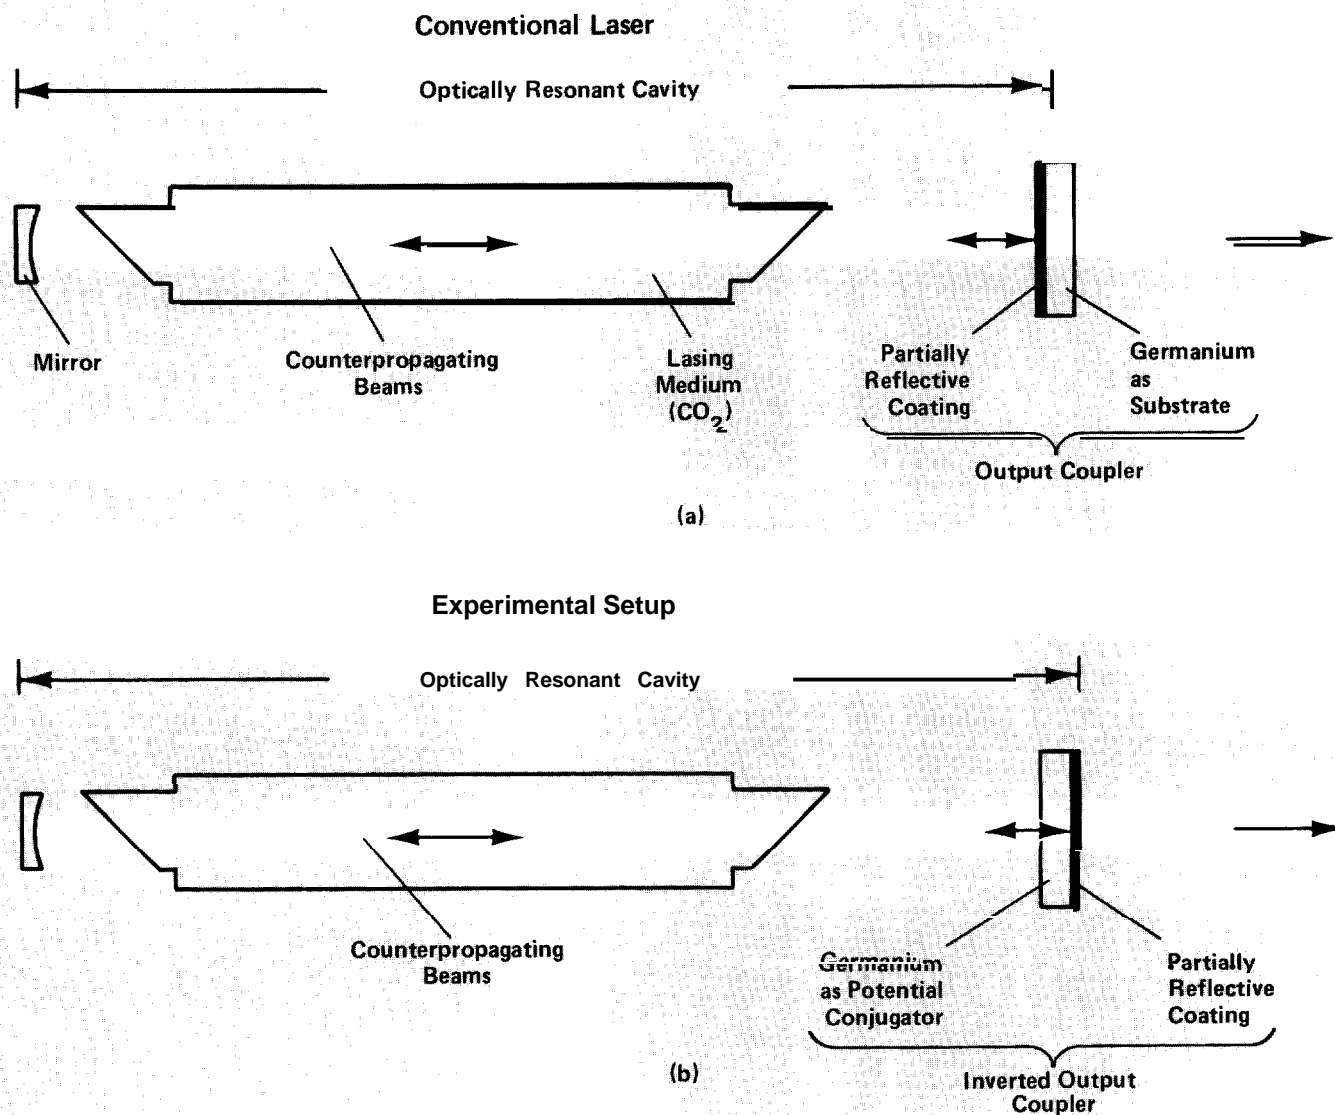 Conventional Laser
Optically Resonant Cavity
Mirror
Counterpropagating
Beams
Lasing
Medium
(CO2)
Partially
Reflective
Coating
Germanium
as
Substrate
Output Coupler
(a)
Experimental Setup
Optically Resonant Cavity
Counterpropagating
Beams
Germanium
as Potential
Conjugator
Partially
Reflective
Coating
Inverted Output
Coupler
(b)